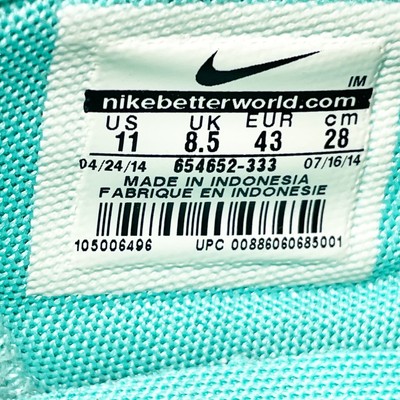 IM
nikebetterworld.com
US UK EUR cm
11 8.5 43 28
04/24/14 654652-333 07/16/14
MADE IN INDONESIA
FABRIQUE EN INDONESIE
105006496 UPC 00886060685001